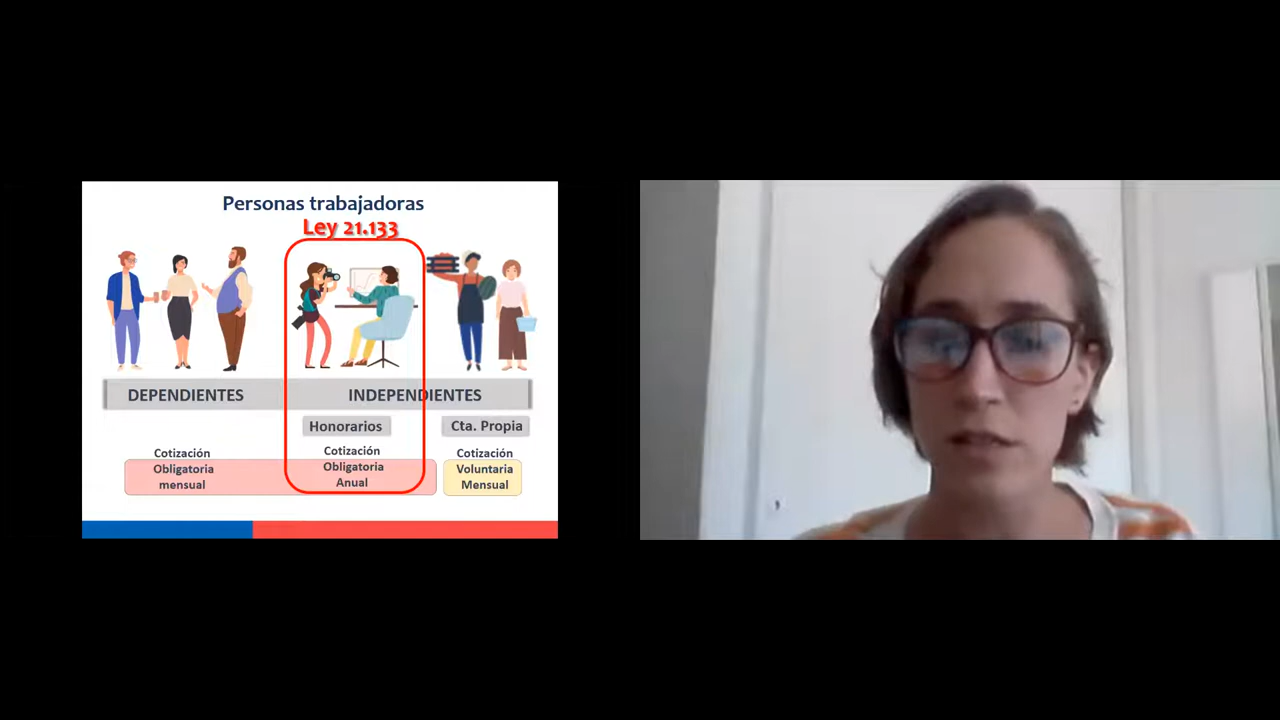 Personas trabajadoras
Ley 21.133
DEPENDIENTES
INDEPENDIENTES
Honorarios
Cta. Propia
Cotización
Obligatoria
mensual
Cotización
Obligatoria
Anual
Cotización
Voluntaria
Mensual